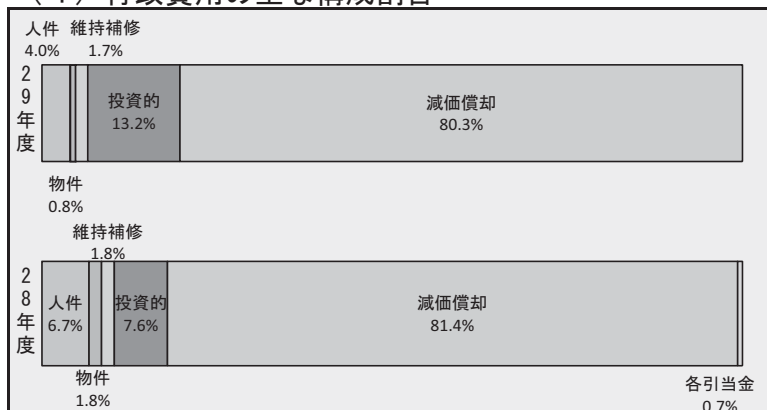 人件 維持補修
4.0% 1.7%
29年度
投資的
13.2%
減価償却
80.3%
物件
0.8%
維持補修
1.8%
28年度
人件
6.7%
投資的
7.6%
減価償却
81.4%
物件
1.8%
各引当金
0.7%